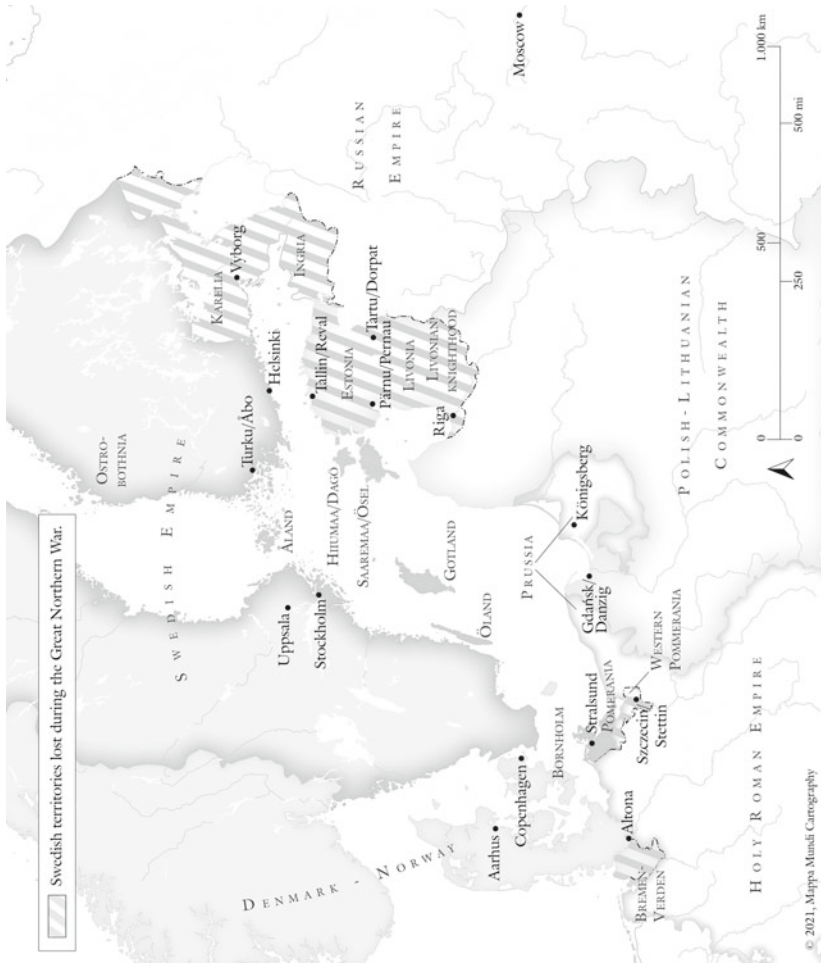 Swedish territories lost during the Great Northern War.
SWEDISH EMPIRE
OSTRO-
BOTHNIA
KARELIA
Vyborg
Turku/Åbo
Helsinki
ÅLAND
INGRIA
Uppsala
Stockholm
Tallin/Reval
ESTONIA
HIIUMAA/DAGÖ
SAAREMAA/ÖSEL
Pärnu/Pernau
Tartu/Dorpat
LIVONIA
LIVONIAN
KNIGHTHOOD
Riga
RUSSIAN
EMPIRE
Moscow
GOTLAND
ÖLAND
DENMARK - NORWAY
Aarhus
Copenhagen
BORNHOLM
PRUSSIA
Königsberg
Gdańsk/
Danzig
Stralsund
POMERANIA
Szczecin/
Stettin
WESTERN
POMMERANIA
Altona
BREMEN-
VERDEN
POLISH-LITHUANIAN
COMMONWEALTH
HOLY ROMAN EMPIRE
0 500 1.000 km
0 250 500 mi
© 2021, Mappa Mundi Cartography